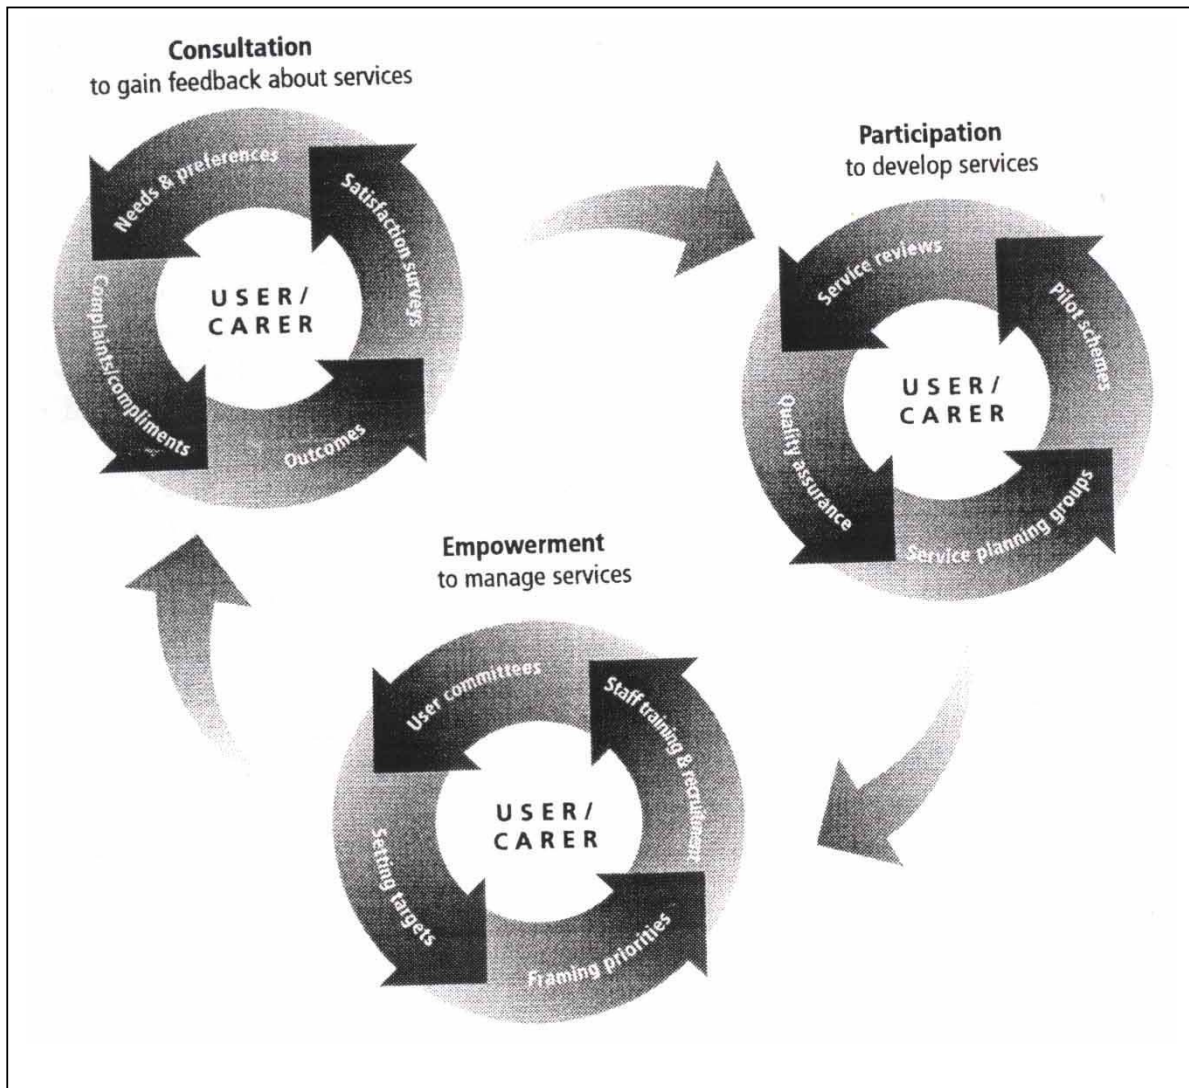 Consultation
to gain feedback about services
Needs & preferences
Satisfaction surveys
Complaints/compliments
Outcomes
USER/
CARER
Participation
to develop services
Service reviews
Pilot schemes
Quality assurance
Service planning groups
USER/
CARER
Empowerment
to manage services
User committees
Staff training & recruitment
Setting targets
Framing priorities
USER/
CARER